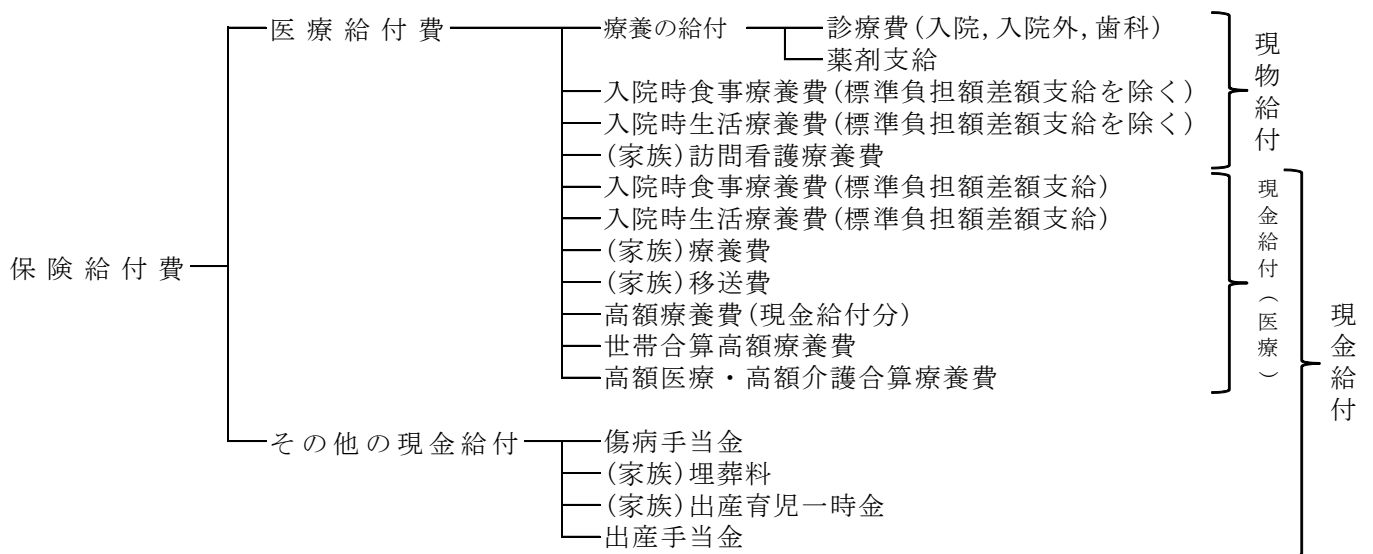 保険給付費
医療給付費
療養の給付
診療費(入院,入院外,歯科)
薬剤支給
入院時食事療養費(標準負担額差額支給を除く)
入院時生活療養費(標準負担額差額支給を除く)
(家族)訪問看護療養費
入院時食事療養費(標準負担額差額支給)
入院時生活療養費(標準負担額差額支給)
(家族)療養費
(家族)移送費
高額療養費(現金給付分)
世帯合算高額療養費
高額医療・高額介護合算療養費
その他の現金給付
傷病手当金
(家族)埋葬料
(家族)出産育児一時金
出産手当金
現物給付
現金給付(医療)
現金給付